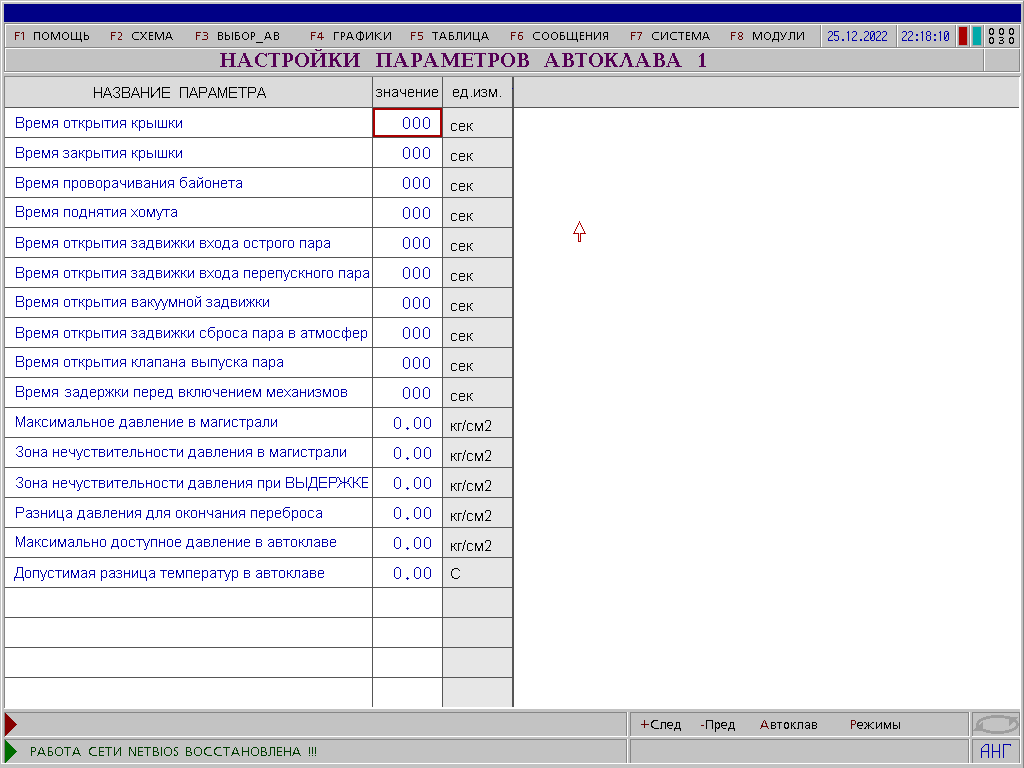 F1 ПОМОЩЬ F2 СХЕМА F3 ВЫБОР_АВ F4 ГРАФИКИ F5 ТАБЛИЦА F6 СООБЩЕНИЯ F7 СИСТЕМА F8 МОДУЛИ 25.12.2022 22:18:10 000
030
НАСТРОЙКИ ПАРАМЕТРОВ АВТОКЛАВА 1
НАЗВАНИЕ ПАРАМЕТРА значение ед.изм.
Время открытия крышки 000 сек
Время закрытия крышки 000 сек
Время проворачивания байонета 000 сек
Время поднятия хомута 000 сек
Время открытия задвижки входа острого пара 000 сек
Время открытия задвижки входа перепускного пара 000 сек
Время открытия вакуумной задвижки 000 сек
Время открытия задвижки сброса пара в атмосфер 000 сек
Время открытия клапана выпуска пара 000 сек
Время задержки перед включением механизмов 000 сек
Максимальное давление в магистрали 0.00 кг/см2
Зона нечуствительности давления в магистрали 0.00 кг/см2
Зона нечуствительности давления при ВЫДЕРЖКЕ 0.00 кг/см2
Разница давления для окончания переброса 0.00 кг/см2
Максимально доступное давление в автоклаве 0.00 кг/см2
Допустимая разница температур в автоклаве 0.00 С
+След -Пред Автоклав Режимы
РАБОТА СЕТИ NETBIOS ВОССТАНОВЛЕНА !!! АНГ